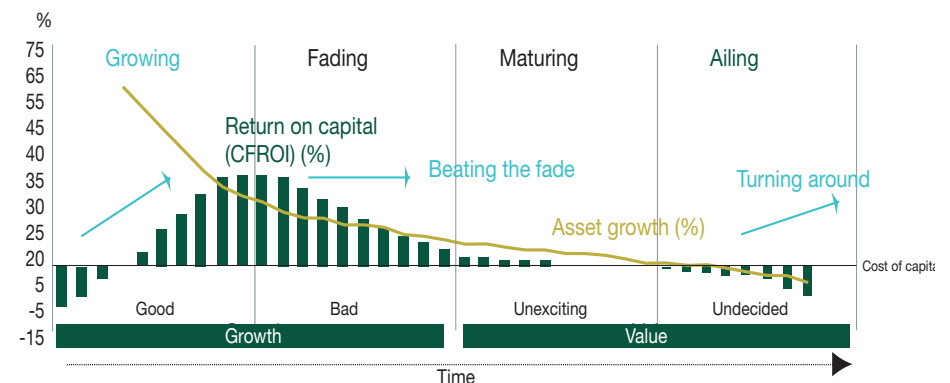 %
75
65
55
45
40
35
30
25
20
5
-5
-15
Growing
Fading
Maturing
Ailing
Return on capital
(CFROI) (%)
Beating the fade
Turning around
Asset growth (%)
Cost of capita
Good
Bad
Unexciting
Undecided
Growth
Value
Time